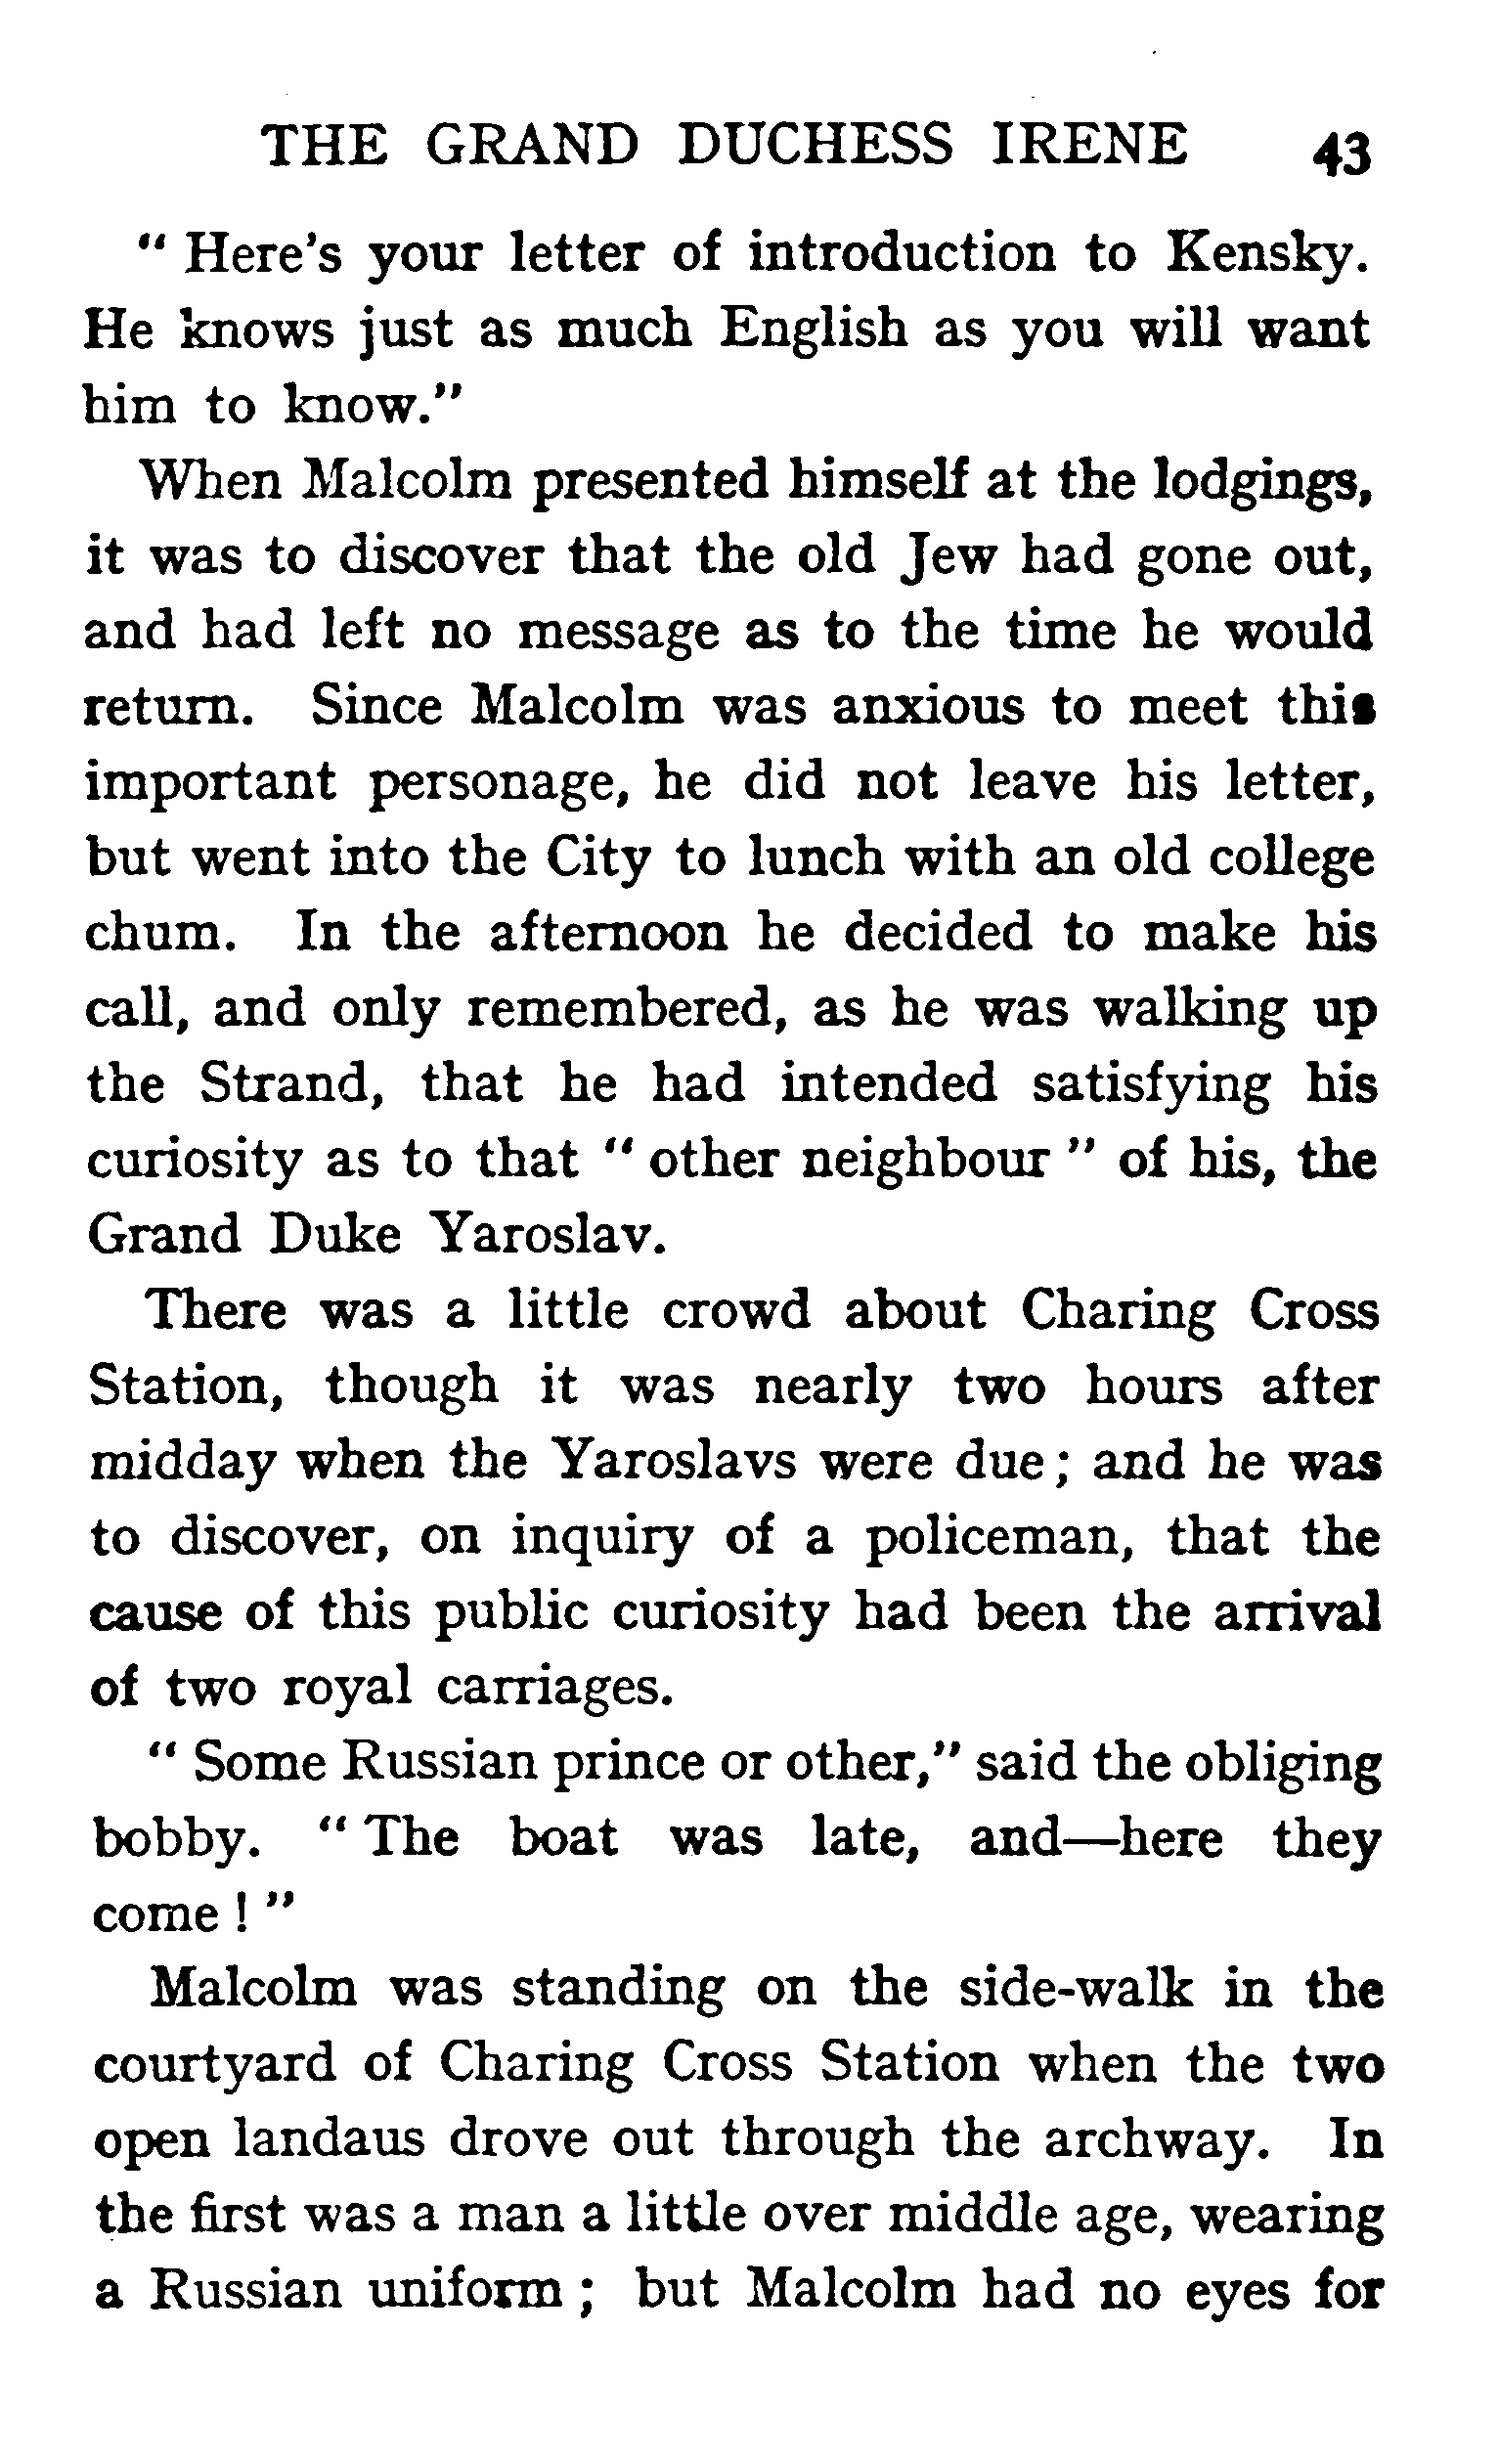 THE GRAND DUCHESS IRENE 43
" Here's your letter of introduction to Kensky.
He knows just as much English as you will want
him to know."
When Malcolm presented himself at the lodgings,
it was to discover that the old Jew had gone out,
and had left no message as to the time he would
return. Since Malcolm was anxious to meet this
important personage, he did not leave his letter,
but went into the City to lunch with an old college
chum. In the afternoon he decided to make his
call, and only remembered, as he was walking up
the Strand, that he had intended satisfying his
curiosity as to that " other neighbour " of his, the
Grand Duke Yaroslav.
There was a little crowd about Charing Cross
Station, though it was nearly two hours after
midday when the Yaroslavs were due ; and he was
to discover, on inquiry of a policeman, that the
cause of this public curiosity had been the arrival
of two royal carriages.
" Some Russian prince or other," said the obliging
bobby. " The boat was late, and—here they
come ! "
Malcolm was standing on the side-walk in the
courtyard of Charing Cross Station when the two
open landaus drove out through the archway. In
the first was a man a little over middle age, wearing
a Russian uniform ; but Malcolm had no eyes for